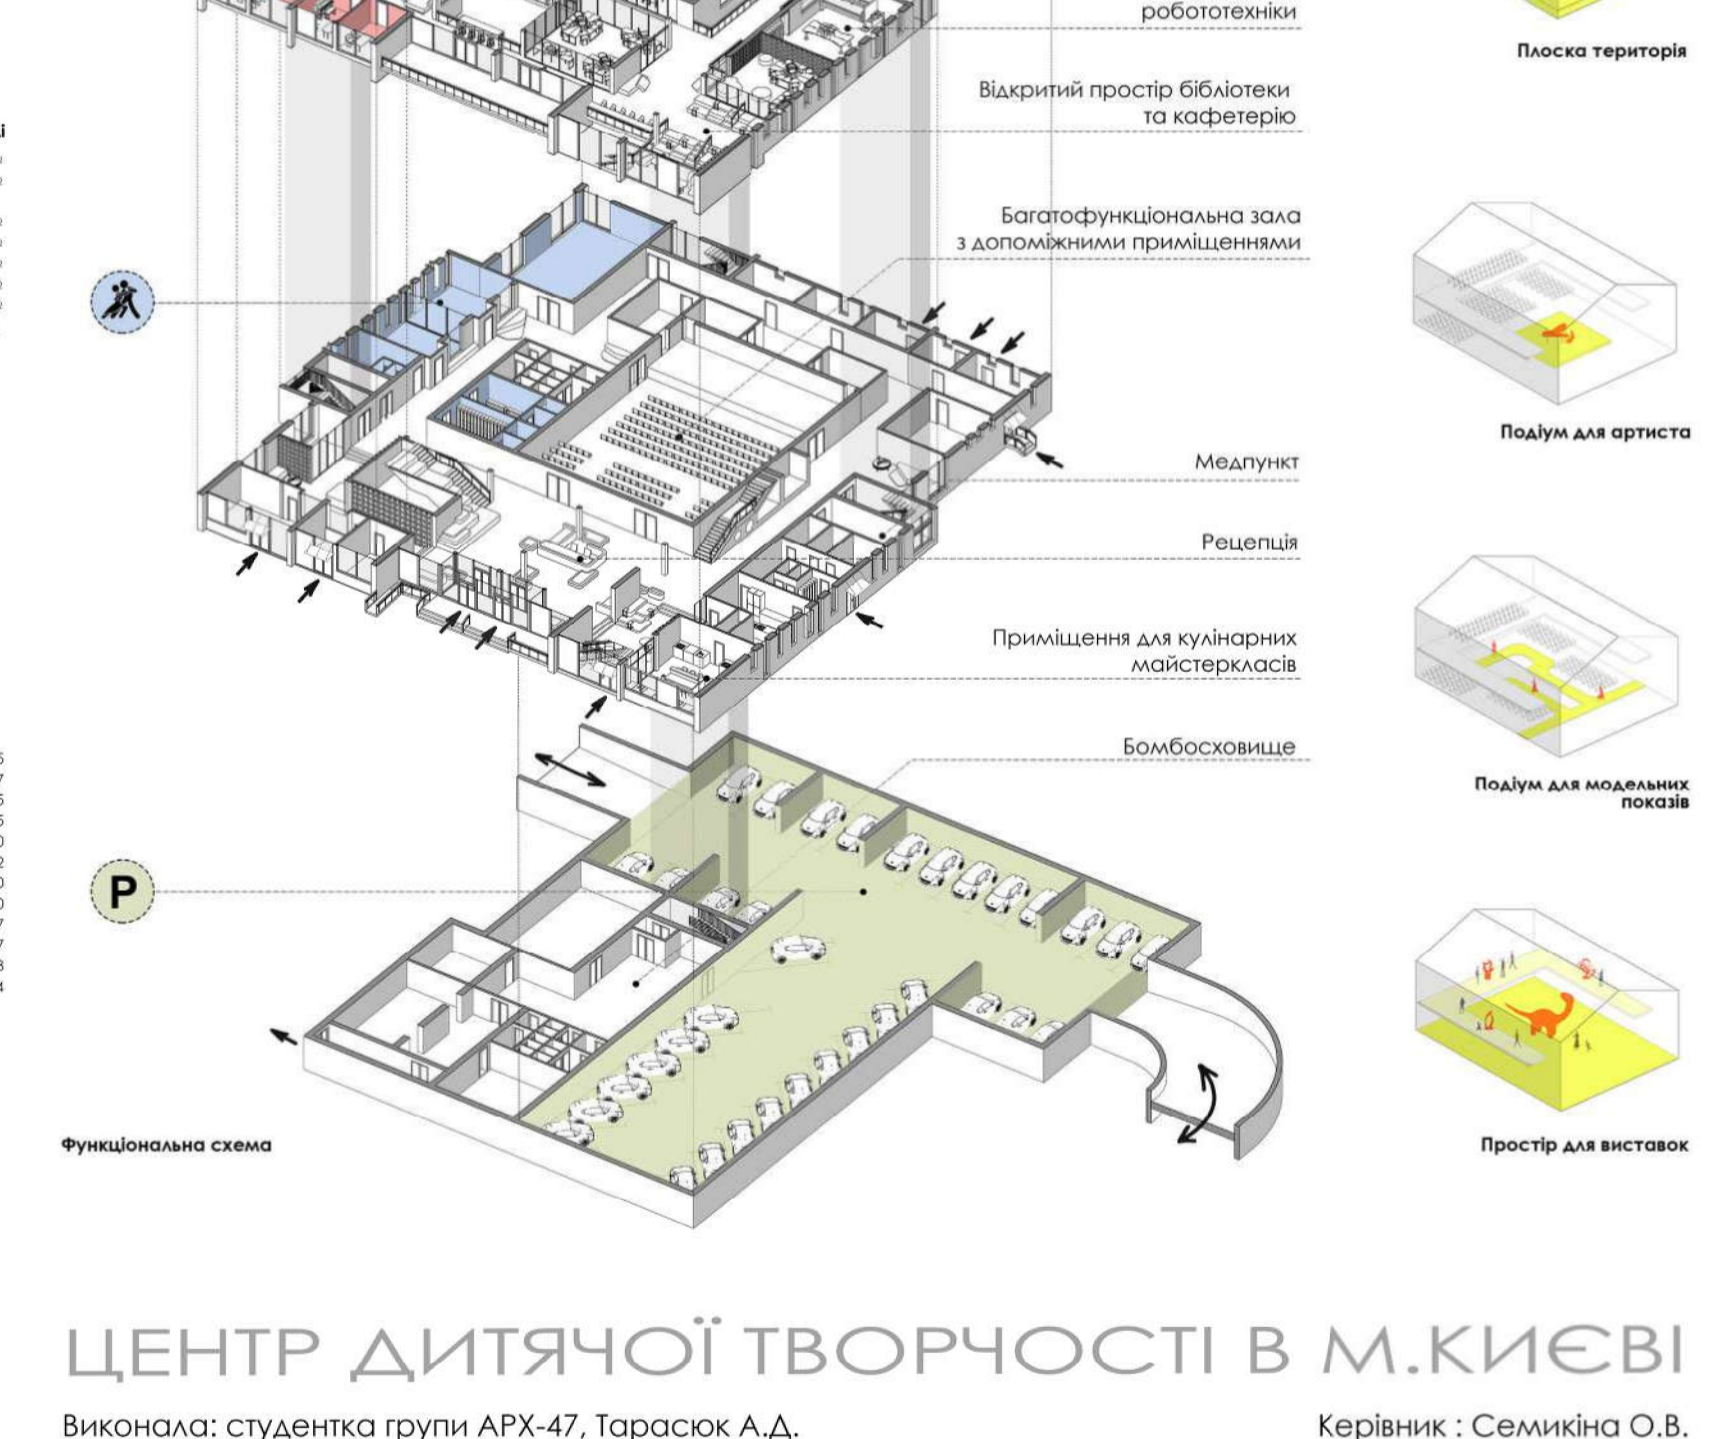 робототехніки
Плоска територія
Відкритий простір бібліотеки
та кафетерію
Багатофункціональна зала
з допоміжними приміщеннями
Подіум для артиста
Медпункт
Рецепція
Приміщення для кулінарних
майстеркласів
Подіум для модельних
показів
Бомбосховище
P
Функціональна схема
Простір для виставок
ЦЕНТР ДИТЯЧОЇ ТВОРЧОСТІ В М.КИЄВІ
Виконала: студентка групи АРХ-47, Тарасюк А.Д.
Керівник : Семикіна О.В.